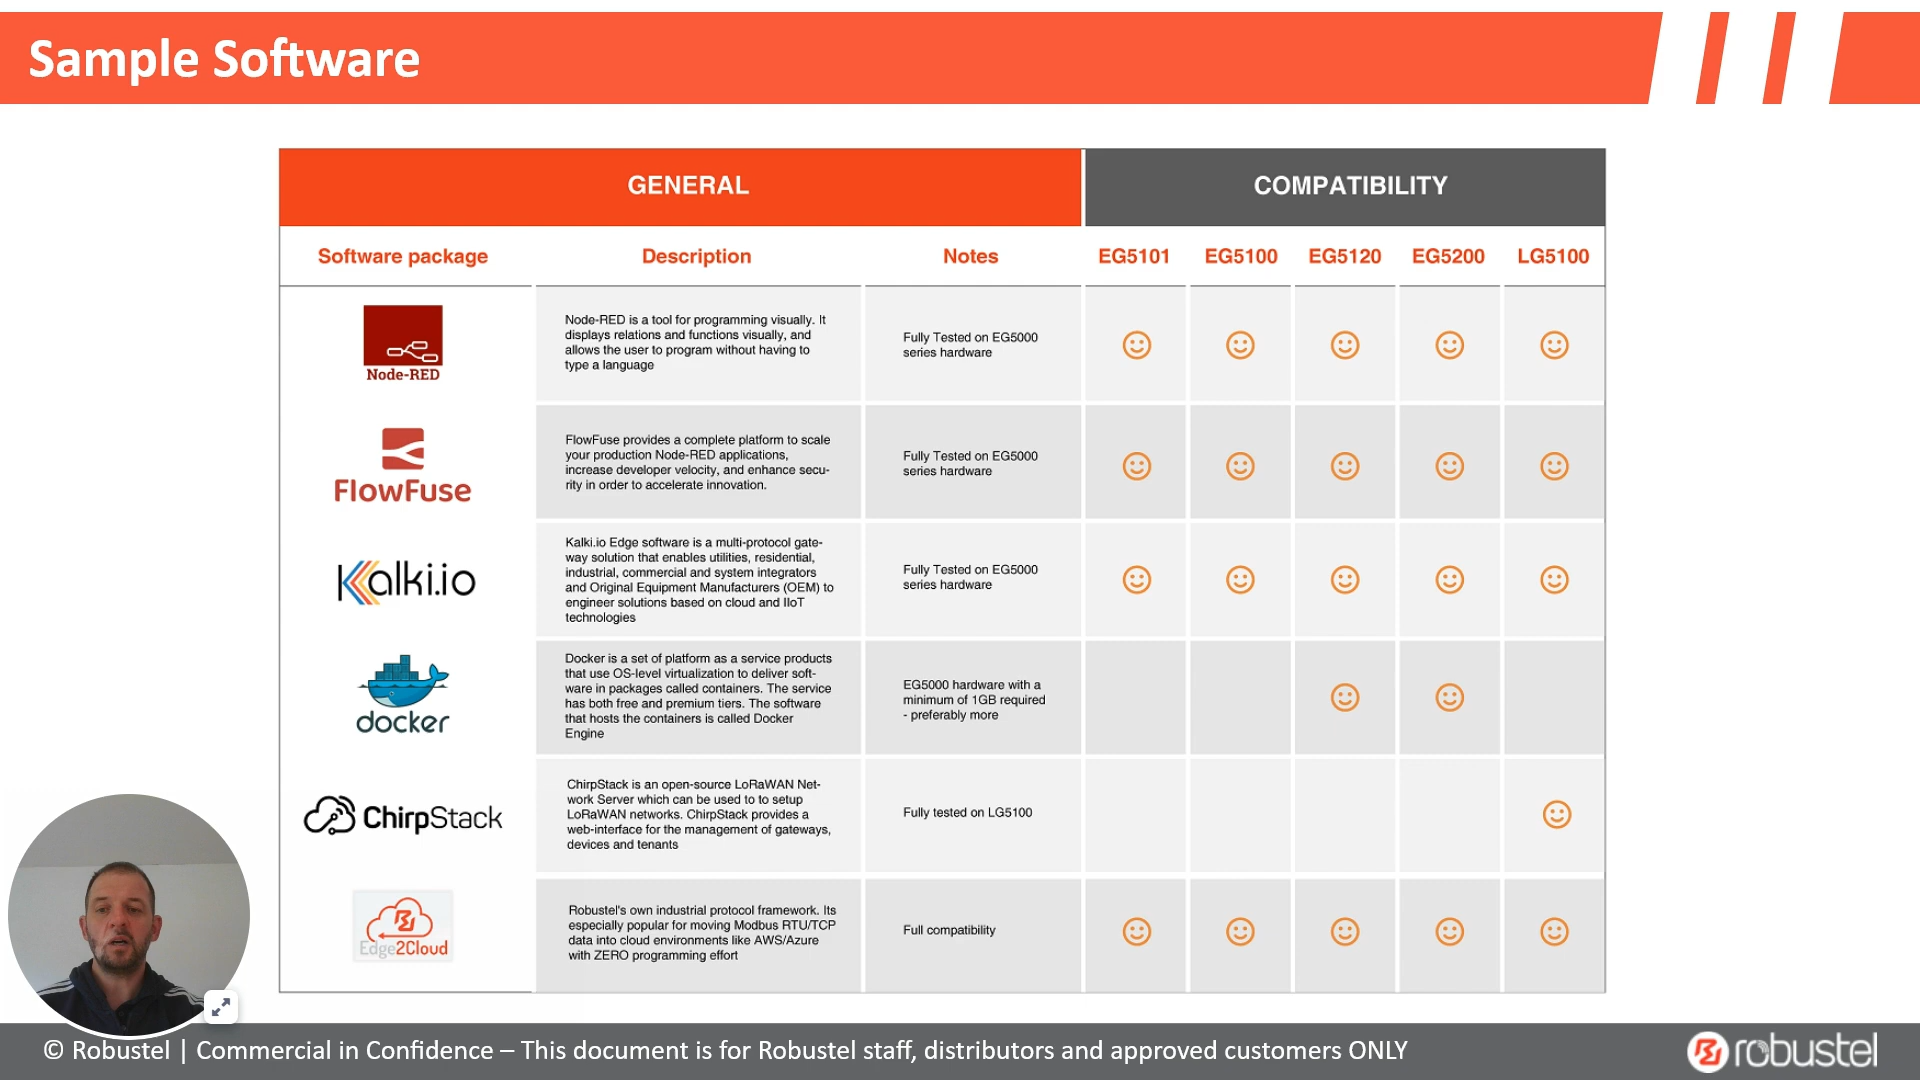 Sample Software
GENERAL
COMPATIBILITY
Software package
Description
Notes
EG5101
EG5100
EG5120
EG5200
LG5100
Node-RED
Node-RED is a tool for programming visually. It
displays relations and functions visually, and
allows the user to program without having to
type a language
Fully Tested on EG5000
series hardware
FlowFuse
FlowFuse provides a complete platform to scale
your production Node-RED applications,
increase developer velocity, and enhance secu-
rity in order to accelerate innovation.
Fully Tested on EG5000
series hardware
Kalki.io
Kalki.io Edge software is a multi-protocol gate-
way solution that enables utilities, residential,
industrial, commercial and system integrators
and Original Equipment Manufacturers (OEM) to
engineer solutions based on cloud and IIoT
technologies
Fully Tested on EG5000
series hardware
docker
Docker is a set of platform as a service products
that use OS-level virtualization to deliver soft-
ware in packages called containers. The service
has both free and premium tiers. The software
that hosts the containers is called Docker
Engine
EG5000 hardware with a
minimum of 1GB required
- preferably more
ChirpStack
ChirpStack is an open-source LoRaWAN Net-
work Server which can be used to to setup
LoRaWAN networks. ChirpStack provides a
web-interface for the management of gateways,
devices and tenants
Fully tested on LG5100
Edge2Cloud
Robustel's own industrial protocol framework. Its
especially popular for moving Modbus RTU/TCP
data into cloud environments like AWS/Azure
with ZERO programming effort
Full compatibility
© Robustel | Commercial in Confidence – This document is for Robustel staff, distributors and approved customers ONLY
robustel